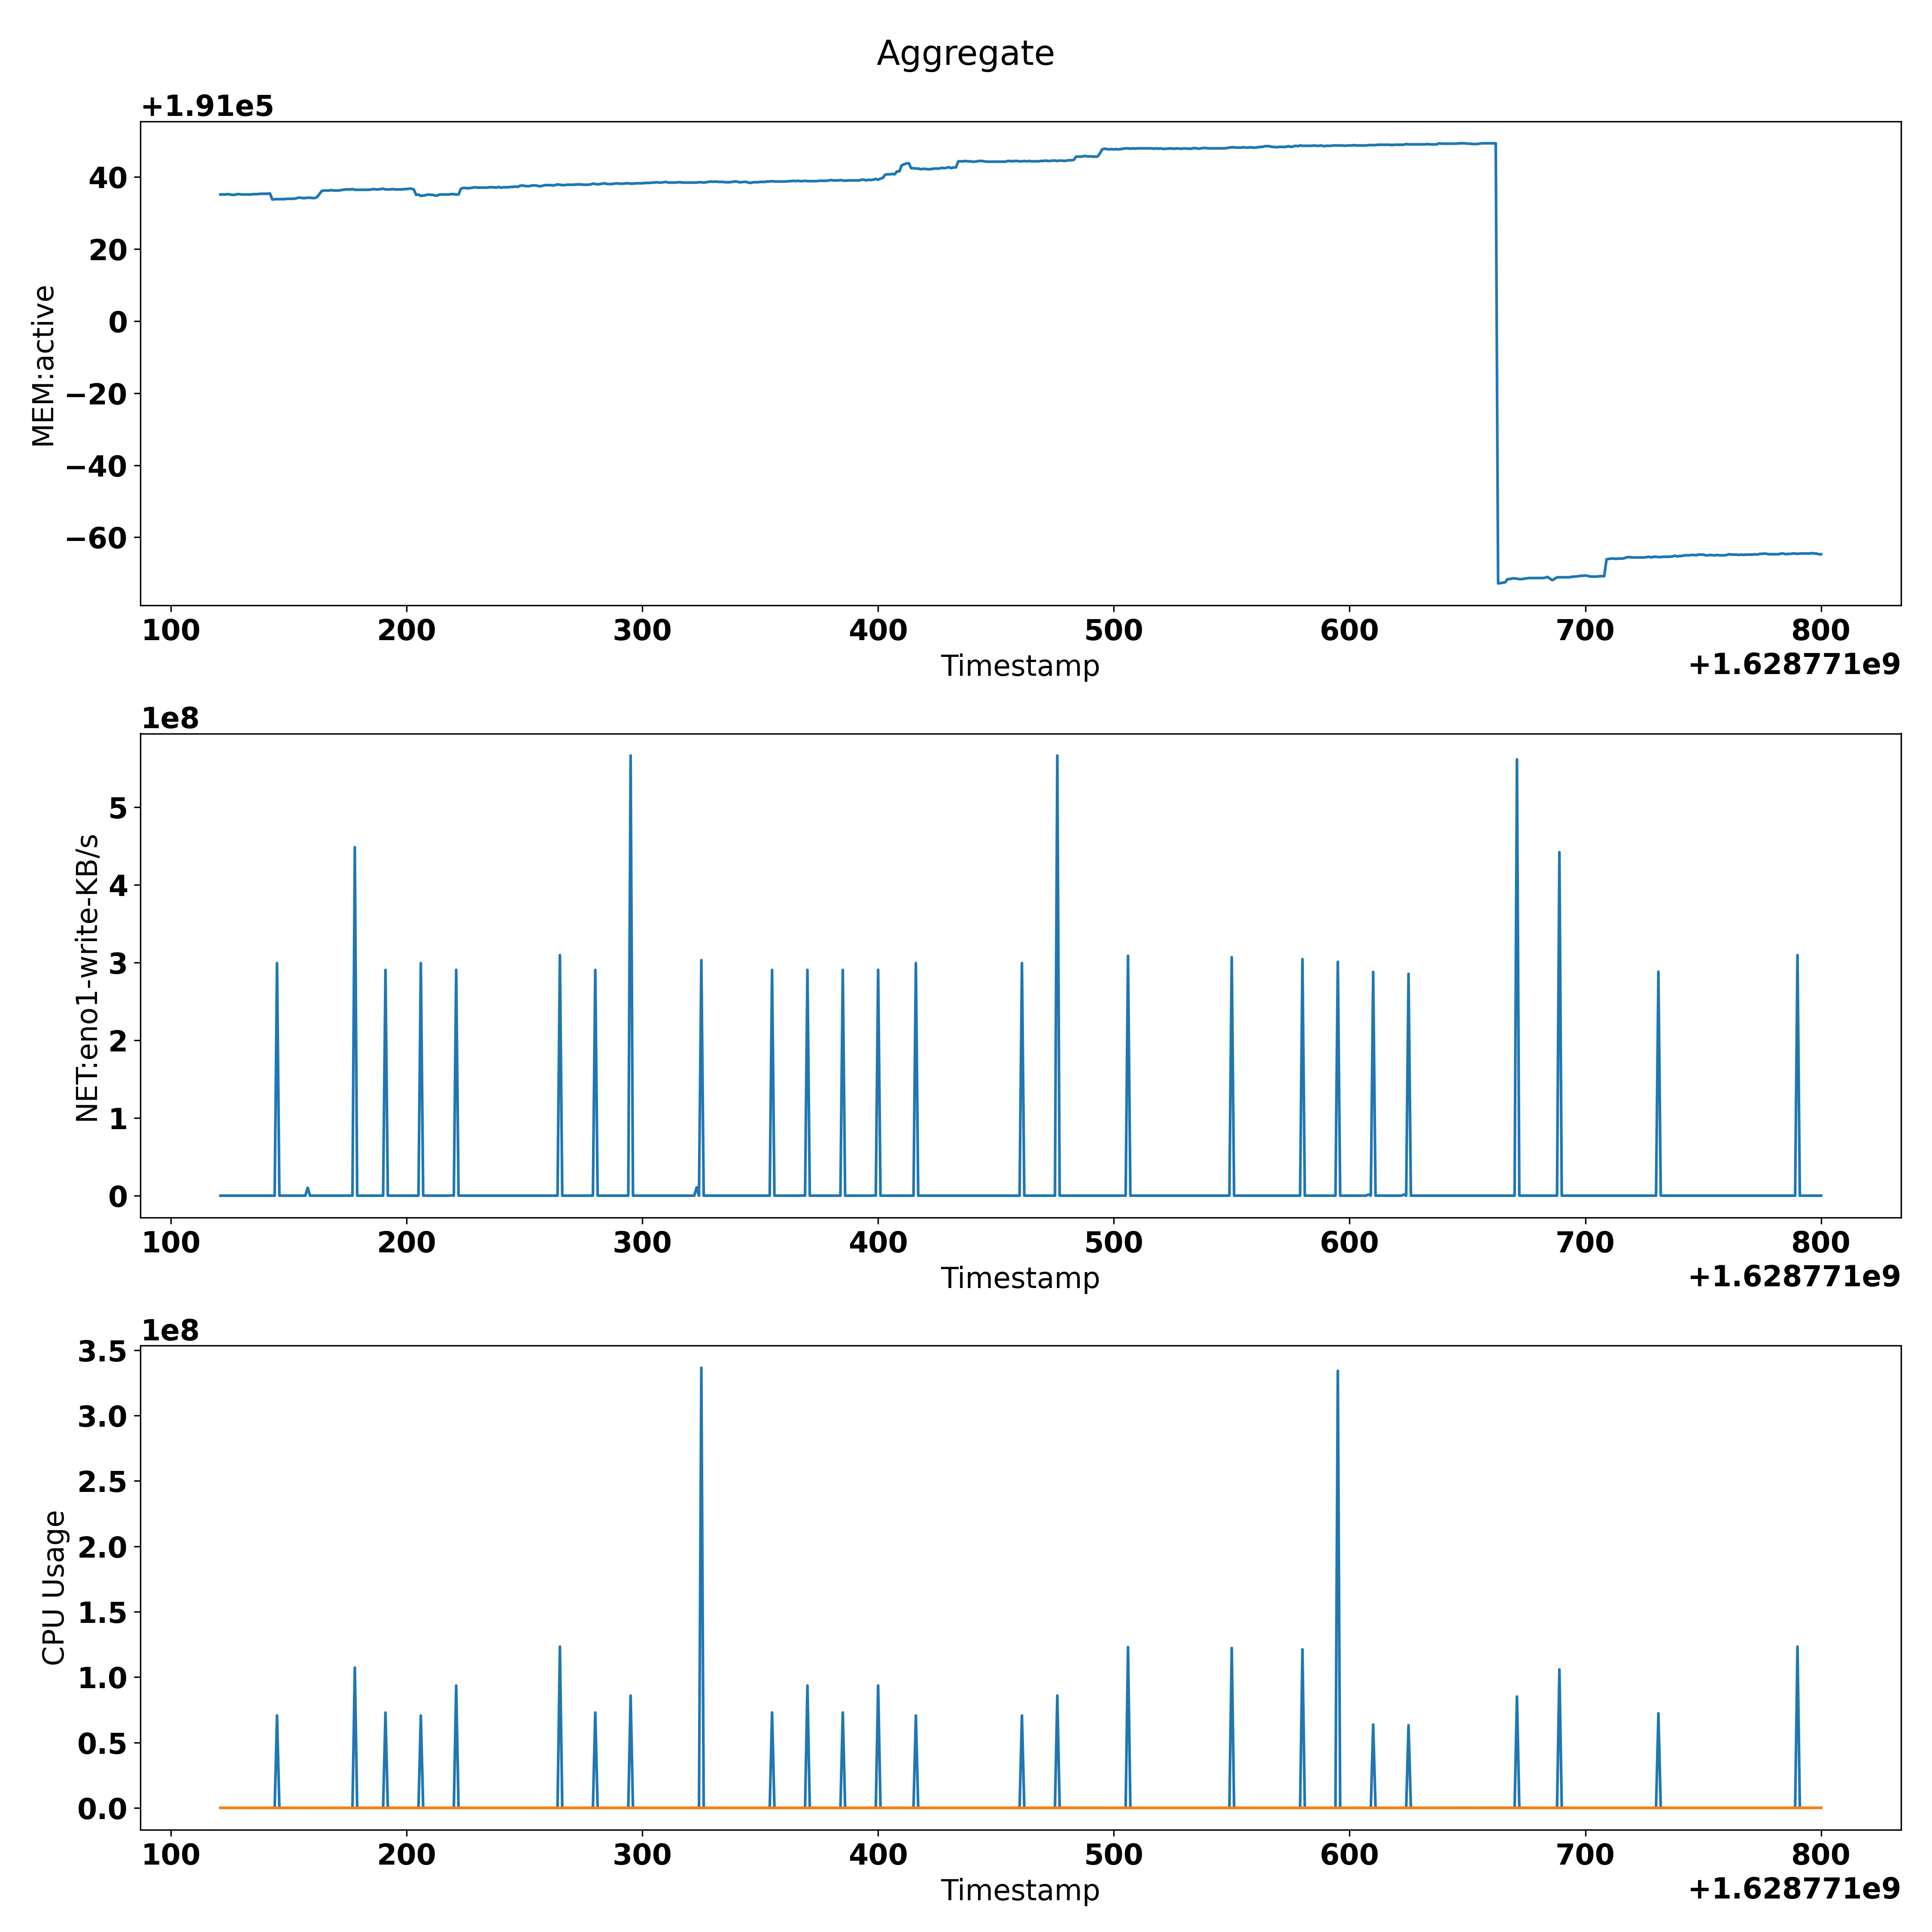 Aggregate
+1.91e5
40
20
0
−20
−40
−60
MEM:active
100 200 300 400 500 600 700 800
Timestamp
+1.628771e9
1e8
5
4
3
2
1
0
NET:eno1-write-KB/s
100 200 300 400 500 600 700 800
Timestamp
+1.628771e9
1e8
3.5
3.0
2.5
2.0
1.5
1.0
0.5
0.0
CPU Usage
100 200 300 400 500 600 700 800
Timestamp
+1.628771e9